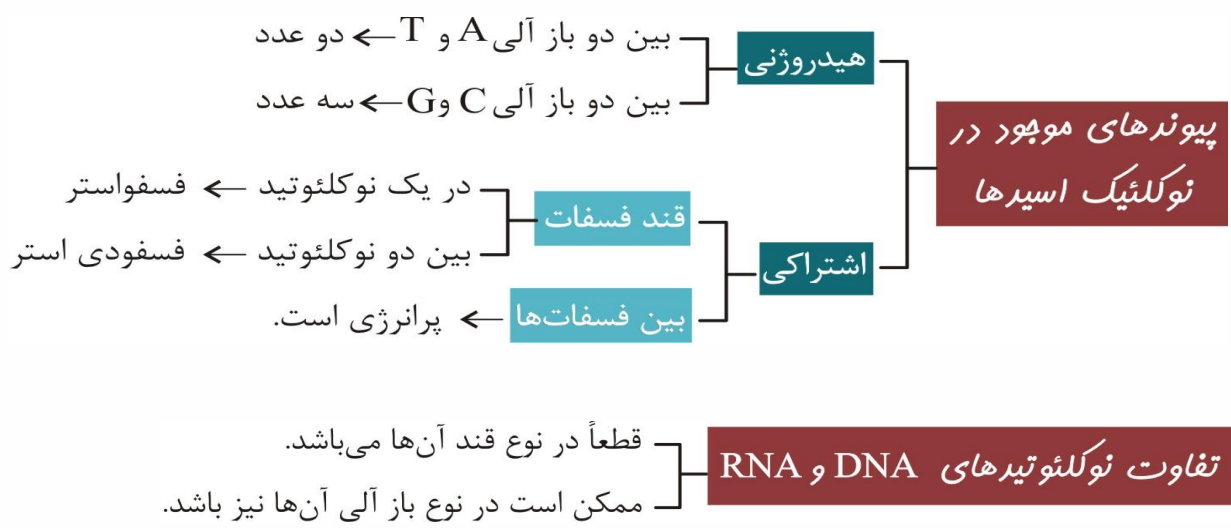 پیوندهای موجود در
نوکلئیک اسیدها
هیدروژنی
بین دو باز آلی A و T ← دو عدد
بین دو باز آلی C و G ← سه عدد
اشتراکی
قند فسفات
در یک نوکلئوتید ← فسفواستر
بین دو نوکلئوتید ← فسفودی استر
بین فسفات‌ها ← پرانرژی است.
تفاوت نوکلئوتیدهای DNA و RNA
قطعاً در نوع قند آن‌ها می‌باشد.
ممکن است در نوع باز آلی آن‌ها نیز باشد.